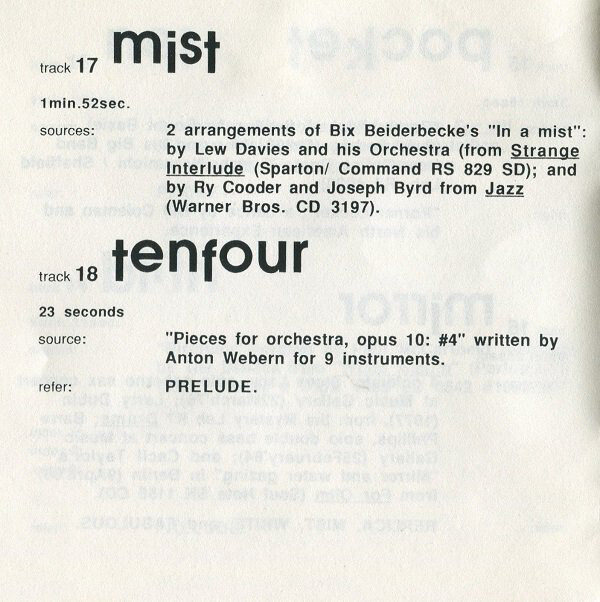 track 17 mist
1min.52sec.
sources: 2 arrangements of Bix Beiderbecke's "In a mist":
by Lew Davies and his Orchestra (from Strange
Interlude (Sparton/ Command RS 829 SD); and
by Ry Cooder and Joseph Byrd from Jazz
(Warner Bros. CD 3197).
track 18 tenfour
23 seconds
source: "Pieces for orchestra, opus 10: #4" written by
Anton Webern for 9 instruments.
refer: PRELUDE.